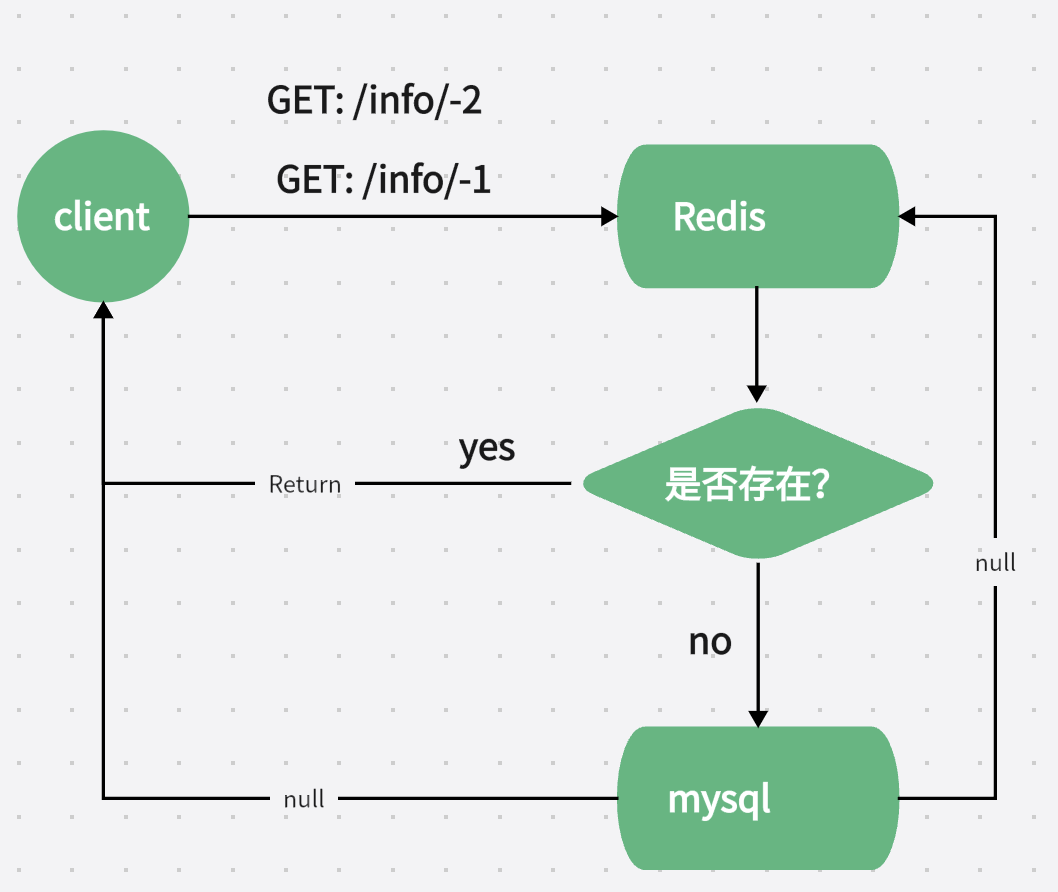 GET: /info/-2
GET: /info/-1
client
Redis
yes
Return
是否存在?
null
no
mysql
null